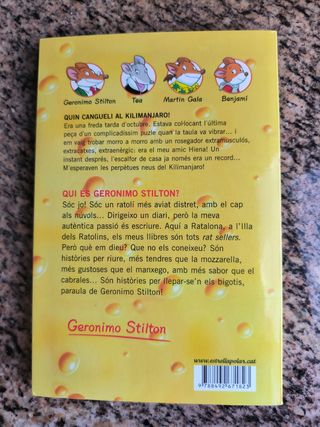 Geronimo Stilton Tea Martin Gala Benjamí
QUIN CANGUELI AL KILIMANJARO!
Era una freda tarda d'octubre. Estava col·locant l'última
peça d'un complicadíssim puzle quan la taula va vibrar... i
em vaig trobar morro a morro amb un rosegador extramusculós,
extracatxes, extraenèrgic: era el meu amic Hiena! Un
instant després, l'escalfor de casa ja només era un record...
M'esperaven les perpètues neus del Kilimanjaro!
QUI ÉS GERONIMO STILTON?
Sóc jo! Sóc un ratolí més aviat distret, amb el cap
als núvols... Dirigeixo un diari, però la meva
autèntica passió és escriure. Aquí a Ratalona, a l'Illa
dels Ratolins, els meus llibres són tots rat sellers.
Però què em dieu? Que no els coneixeu? Són
històries per riure, més tendres que la mozzarella,
més gustoses que el manxego, amb més sabor que el
cabrales... Són històries per llepar-se'n els bigotis,
paraula de Geronimo Stilton!
Geronimo Stilton
www.estrellapolar.cat
9 788492 671823